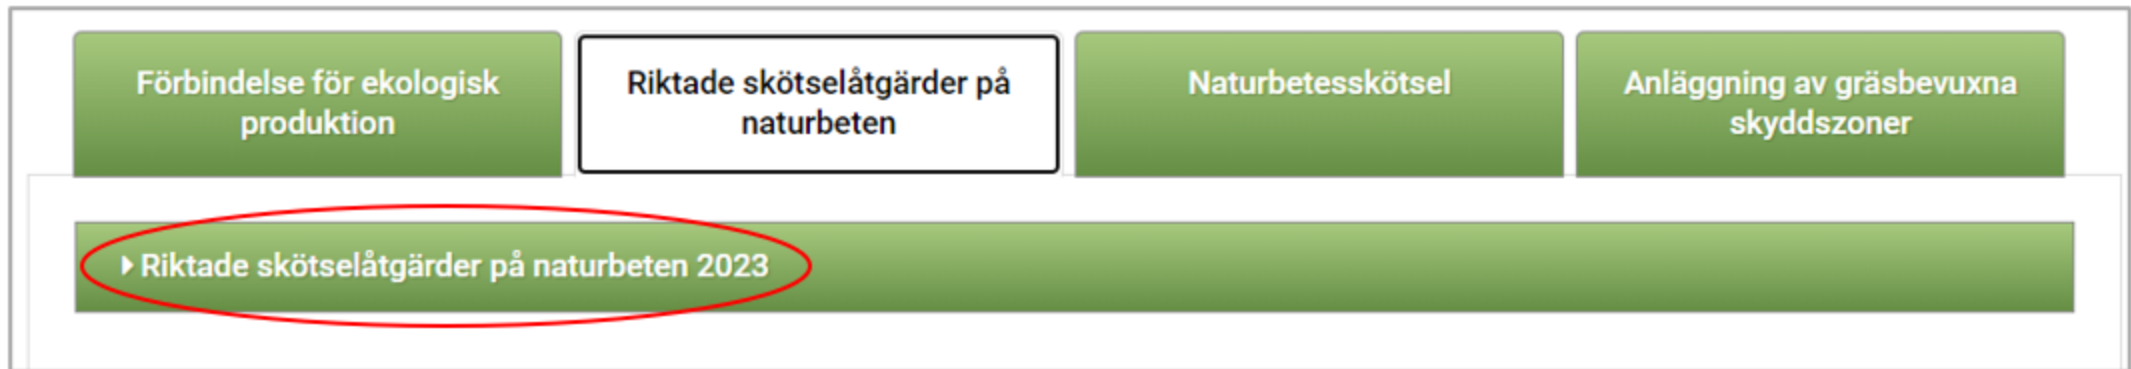 Förbindelse för ekologisk
produktion
Riktade skötselåtgärder på
naturbeten
Naturbetesskötsel
Anläggning av gräsbevuxna
skyddszoner
Riktade skötselåtgärder på naturbeten 2023